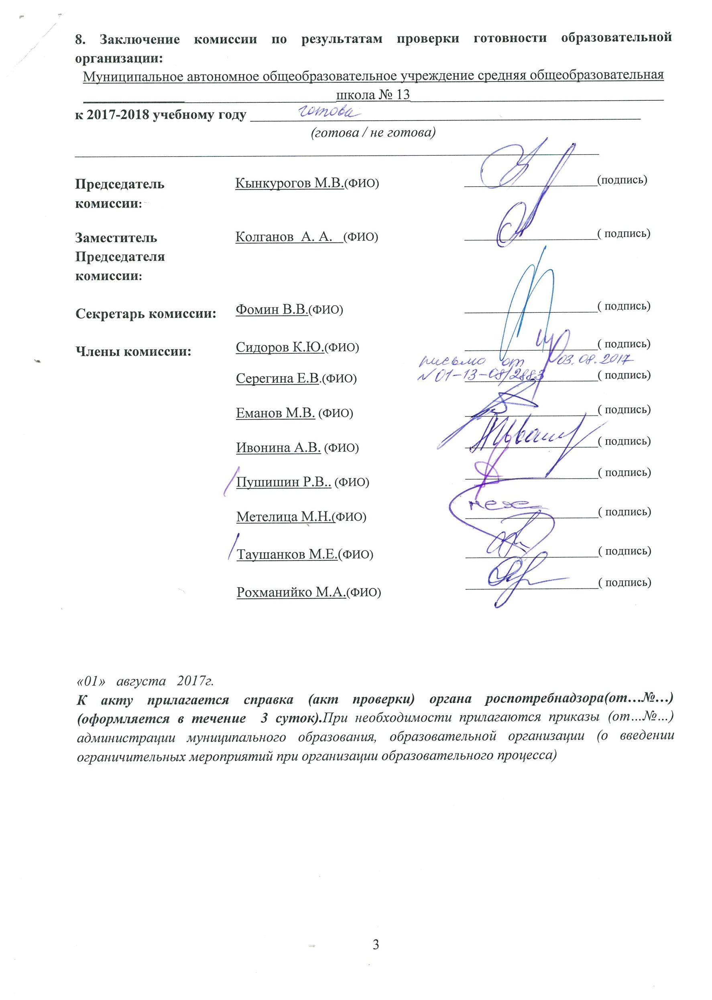 8. Заключение комиссии по результатам проверки готовности образовательной
организации:
Муниципальное автономное общеобразовательное учреждение средняя общеобразовательная
школа № 13
к 2017-2018 учебному году готова
(готова / не готова)
Председатель Кынкурогов М.В.(ФИО) (подпись)
комиссии:
Заместитель Колганов А. А. (ФИО) ( подпись)
Председателя
комиссии:
Секретарь комиссии: Фомин В.В.(ФИО) ( подпись)
Члены комиссии: Сидоров К.Ю.(ФИО) ( подпись)
письмо от 03.08.2017
Серегина Е.В.(ФИО) № 01-13-08/2883 ( подпись)
Еманов М.В. (ФИО) ( подпись)
Ивонина А.В. (ФИО) ( подпись)
Пушишин Р.В.. (ФИО) ( подпись)
Метелица М.Н.(ФИО) ( подпись)
Таушанков М.Е.(ФИО) ( подпись)
Рохманийко М.А.(ФИО) ( подпись)
«01» августа 2017г.
К акту прилагается справка (акт проверки) органа роспотребнадзора(от…№…)
(оформляется в течение 3 суток).При необходимости прилагаются приказы (от…№…)
администрации муниципального образования, образовательной организации (о введении
ограничительных мероприятий при организации образовательного процесса)
3